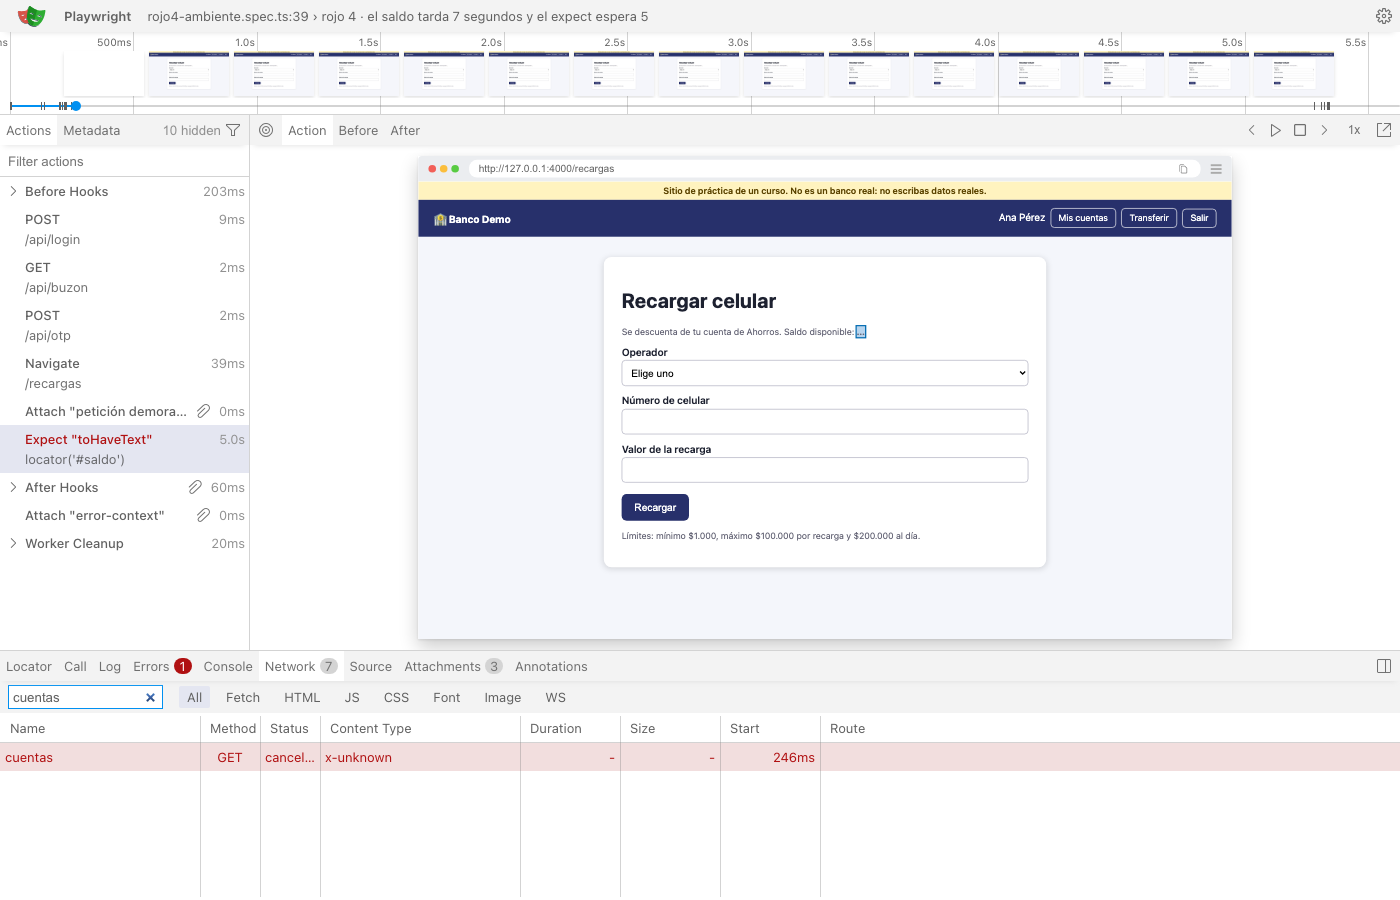 Playwright rojo4-ambiente.spec.ts:39 › rojo 4 · el saldo tarda 7 segundos y el expect espera 5
500ms 1.0s 1.5s 2.0s 2.5s 3.0s 3.5s 4.0s 4.5s 5.0s 5.5s
Actions Metadata 10 hidden Action Before After 1x
Filter actions
Before Hooks 203ms
POST 9ms
/api/login
GET 2ms
/api/buzon
POST 2ms
/api/otp
Navigate 39ms
/recargas
Attach "petición demora... 0ms
Expect "toHaveText" 5.0s
locator('#saldo')
After Hooks 60ms
Attach "error-context" 0ms
Worker Cleanup 20ms
http://127.0.0.1:4000/recargas
Sitio de práctica de un curso. No es un banco real: no escribas datos reales.
Banco Demo Ana Pérez Mis cuentas Transferir Salir
Recargar celular
Se descuenta de tu cuenta de Ahorros. Saldo disponible: ...
Operador
Elige uno
Número de celular
Valor de la recarga
Recargar
Límites: mínimo $1.000, máximo $100.000 por recarga y $200.000 al día.
Locator Call Log Errors 1 Console Network 7 Source Attachments 3 Annotations
cuentas All Fetch HTML JS CSS Font Image WS
Name Method Status Content Type Duration Size Start Route
cuentas GET cancel... x-unknown - - 246ms